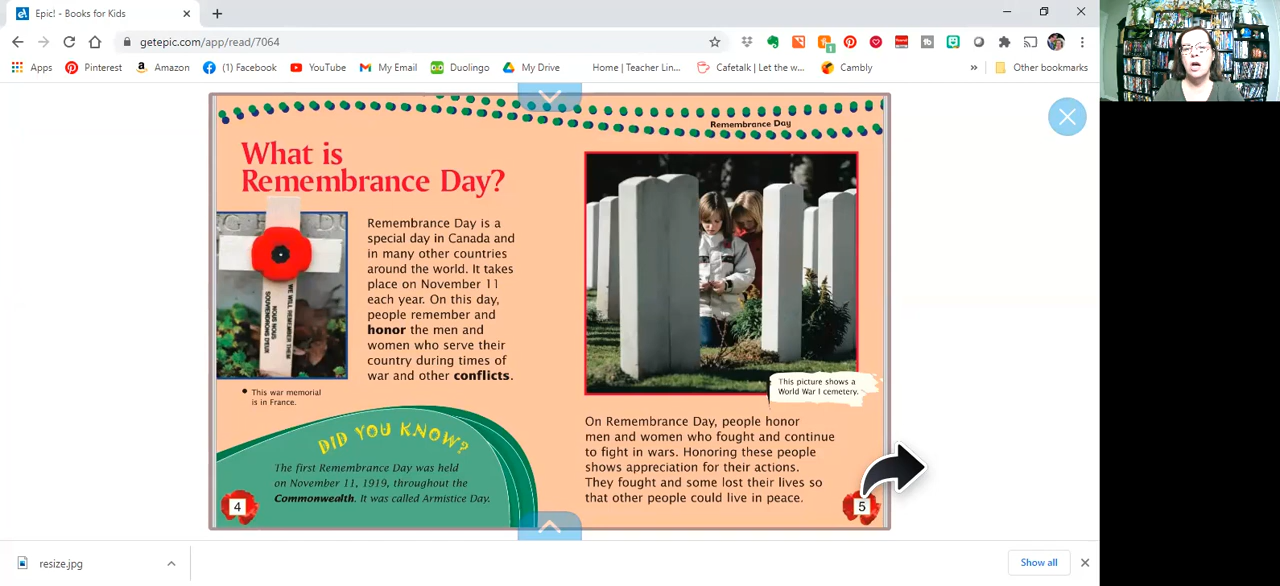 Epic! - Books for Kids
getepic.com/app/read/7064
Apps
Pinterest
Amazon
(1) Facebook
YouTube
My Email
Duolingo
My Drive
Home | Teacher Lin...
Cafetalk | Let the w...
Cambly
»
Other bookmarks
Remembrance Day
What is
Remembrance Day?
Remembrance Day is a
special day in Canada and
in many other countries
around the world. It takes
place on November 11
each year. On this day,
people remember and
honor the men and
women who serve their
country during times of
war and other conflicts.
WE WILL REMEMBER THEM
NOUS NOUS
SOUVIENDRONS D'EUX
This war memorial
is in France.
DID YOU KNOW?
The first Remembrance Day was held
on November 11, 1919, throughout the
Commonwealth. It was called Armistice Day.
4
This picture shows a
World War I cemetery.
On Remembrance Day, people honor
men and women who fought and continue
to fight in wars. Honoring these people
shows appreciation for their actions.
They fought and some lost their lives so
that other people could live in peace.
5
resize.jpg
Show all